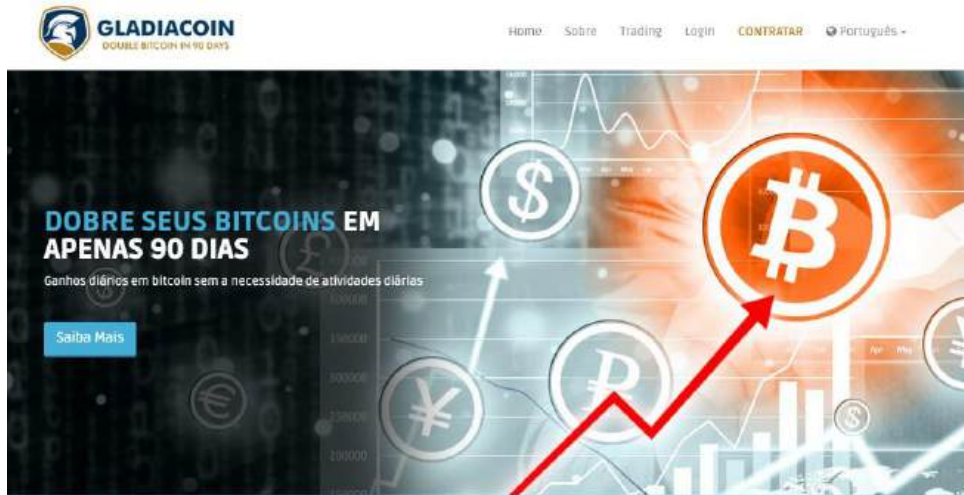 GLADIACOIN
DOUBLE BITCOIN IN 90 DAYS
Home Sobre Trading Login CONTRATAR Português
DOBRE SEUS BITCOINS EM
APENAS 90 DIAS
Ganhos diários em bitcoin sem a necessidade de atividades diárias
Saiba Mais